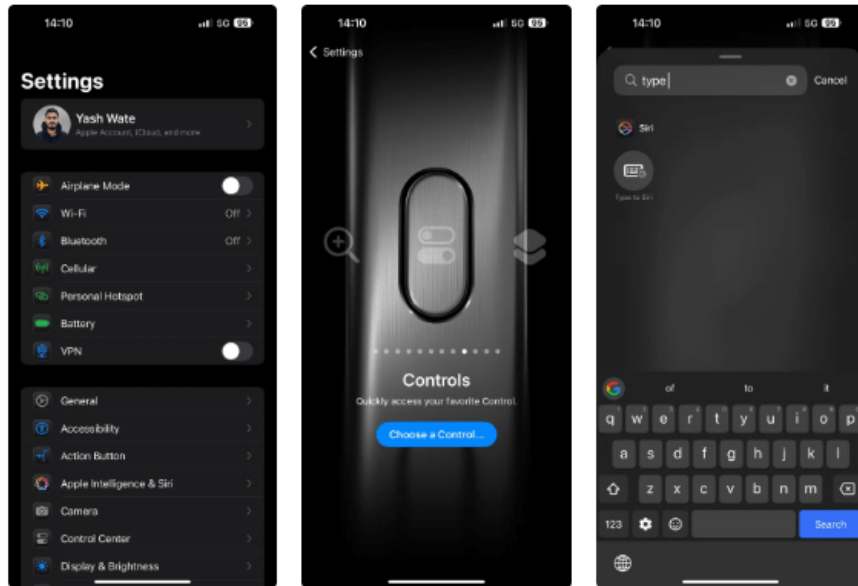 14:10
5G 95
Settings
Yash Wate
Apple Account, iCloud, and more
Airplane Mode
Wi-Fi Off
Bluetooth Off
Cellular
Personal Hotspot
Battery
VPN
General
Accessibility
Action Button
Apple Intelligence & Siri
Camera
Control Center
Display & Brightness
14:10
5G 95
Settings
Controls
Quickly access your favorite Control.
Choose a Control...
14:10
5G 95
type
Cancel
Siri
Type to Siri
G
of to it
q w e r t y u i o p
a s d f g h j k l
z x c v b n m
123 Search